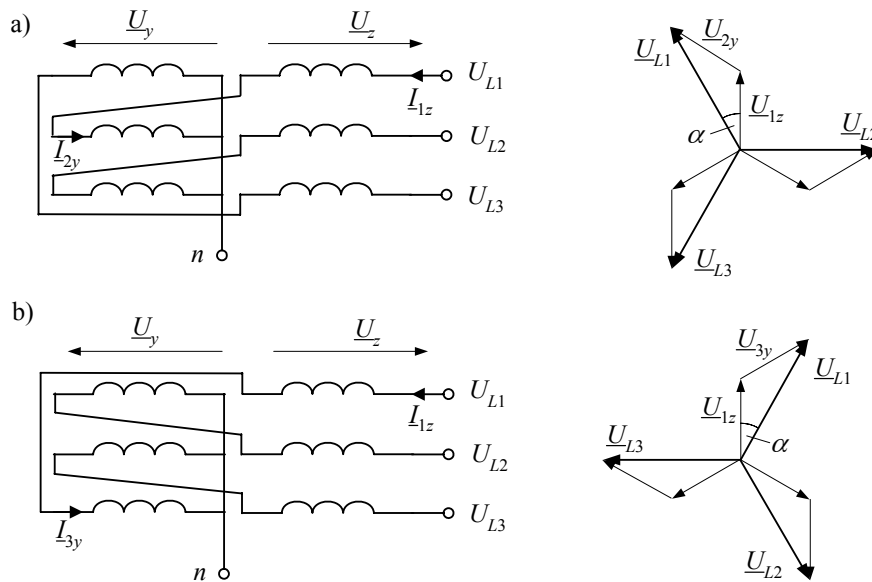 a)
U_y U_z
U_L1
I_1z
I_2y
U_L2
U_L3
n
U_L1 U_2y
U_1z
α
U_L2
U_L3
b)
U_y U_z
U_L1
I_1z
U_L2
I_3y
U_L3
n
U_3y
U_L1
U_1z
α
U_L3
U_L2